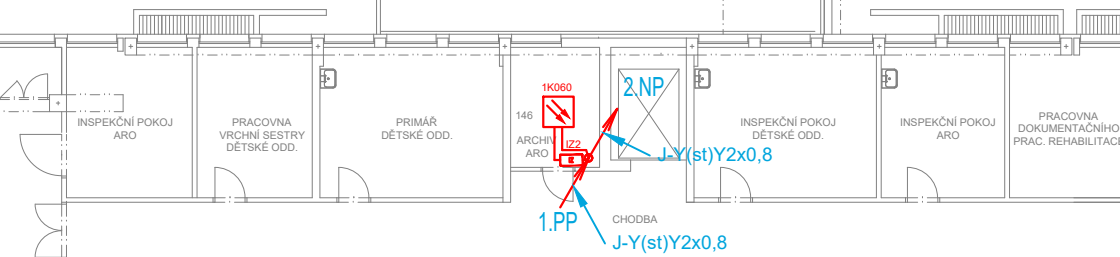 INSPEKČNÍ POKOJ
ARO
PRACOVNA
VRCHNÍ SESTRY
DĚTSKÉ ODD.
PRIMÁŘ
DĚTSKÉ ODD.
1K060
146
ARCHIV
ARO
IZ2
2.NP
J-Y(st)Y2x0,8
1.PP
CHODBA
J-Y(st)Y2x0,8
INSPEKČNÍ POKOJ
DĚTSKÉ ODD.
INSPEKČNÍ POKOJ
ARO
PRACOVNA
DOKUMENTAČNÍHO
PRAC. REHABILITACE